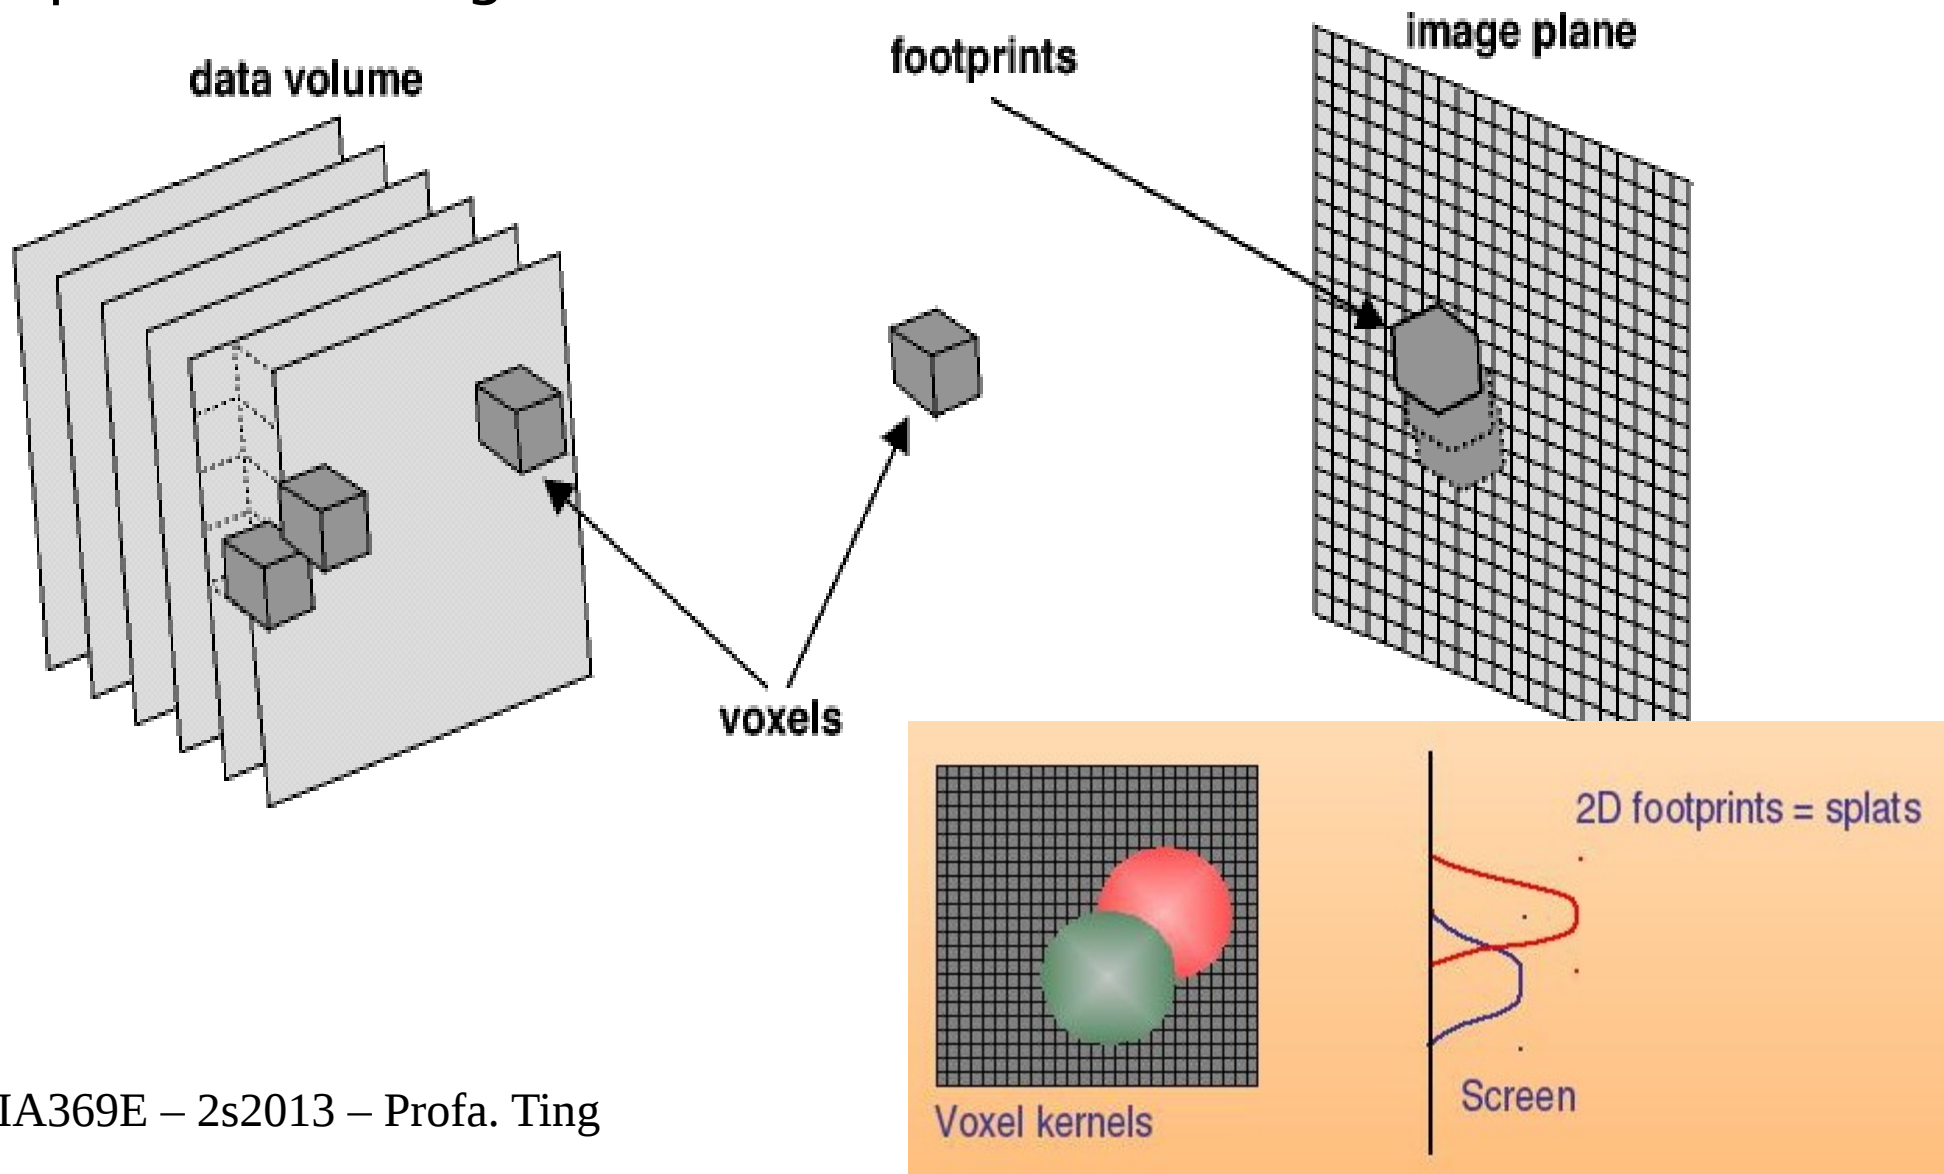 footprints
image plane
data volume
voxels
2D footprints = splats
Screen
Voxel kernels
IA369E – 2s2013 – Profa. Ting